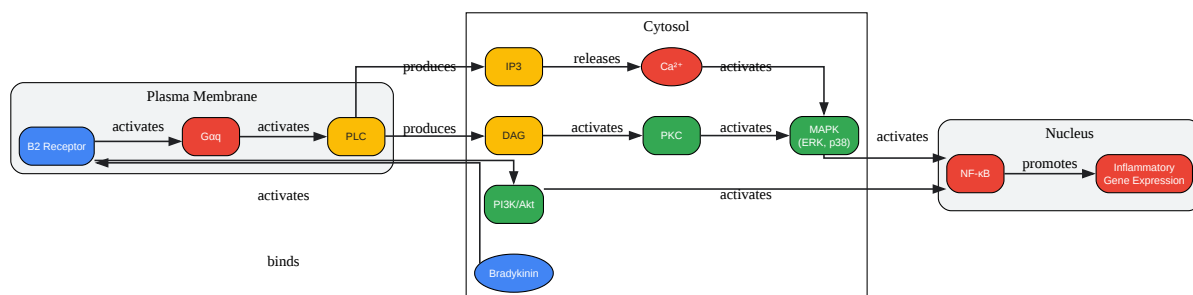 Cytosol
IP3
releases
Ca²⁺
produces
activates
Plasma Membrane
B2 Receptor
activates
Gαq
activates
PLC
produces
DAG
activates
PKC
activates
MAPK
(ERK, p38)
activates
Nucleus
NF-κB
promotes
Inflammatory
Gene Expression
activates
PI3K/Akt
activates
binds
Bradykinin